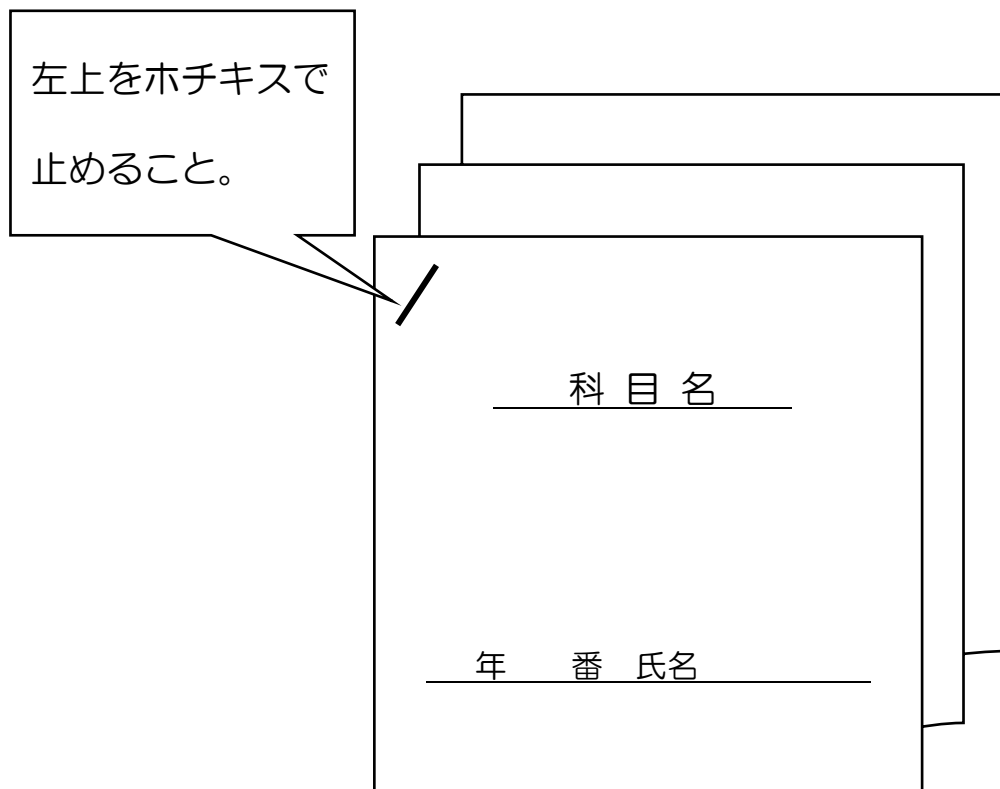 左上をホチキスで
止めること。
科 目 名
年 番 氏名